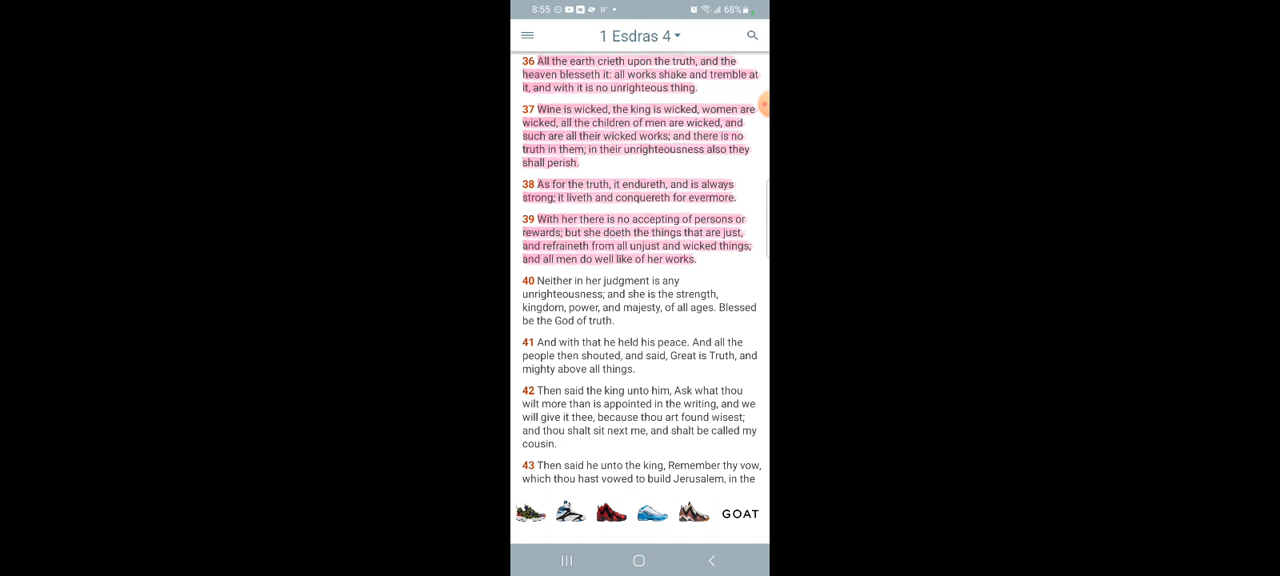 8:55
68%
1 Esdras 4
36 All the earth crieth upon the truth, and the
heaven blesseth it: all works shake and tremble at
it, and with it is no unrighteous thing.
37 Wine is wicked, the king is wicked, women are
wicked, all the children of men are wicked, and
such are all their wicked works; and there is no
truth in them; in their unrighteousness also they
shall perish.
38 As for the truth, it endureth, and is always
strong; it liveth and conquereth for evermore.
39 With her there is no accepting of persons or
rewards; but she doeth the things that are just,
and refraineth from all unjust and wicked things;
and all men do well like of her works.
40 Neither in her judgment is any
unrighteousness; and she is the strength,
kingdom, power, and majesty, of all ages. Blessed
be the God of truth.
41 And with that he held his peace. And all the
people then shouted, and said, Great is Truth, and
mighty above all things.
42 Then said the king unto him, Ask what thou
wilt more than is appointed in the writing, and we
will give it thee, because thou art found wisest;
and thou shalt sit next me, and shalt be called my
cousin.
43 Then said he unto the king, Remember thy vow,
which thou hast vowed to build Jerusalem, in the
GOAT